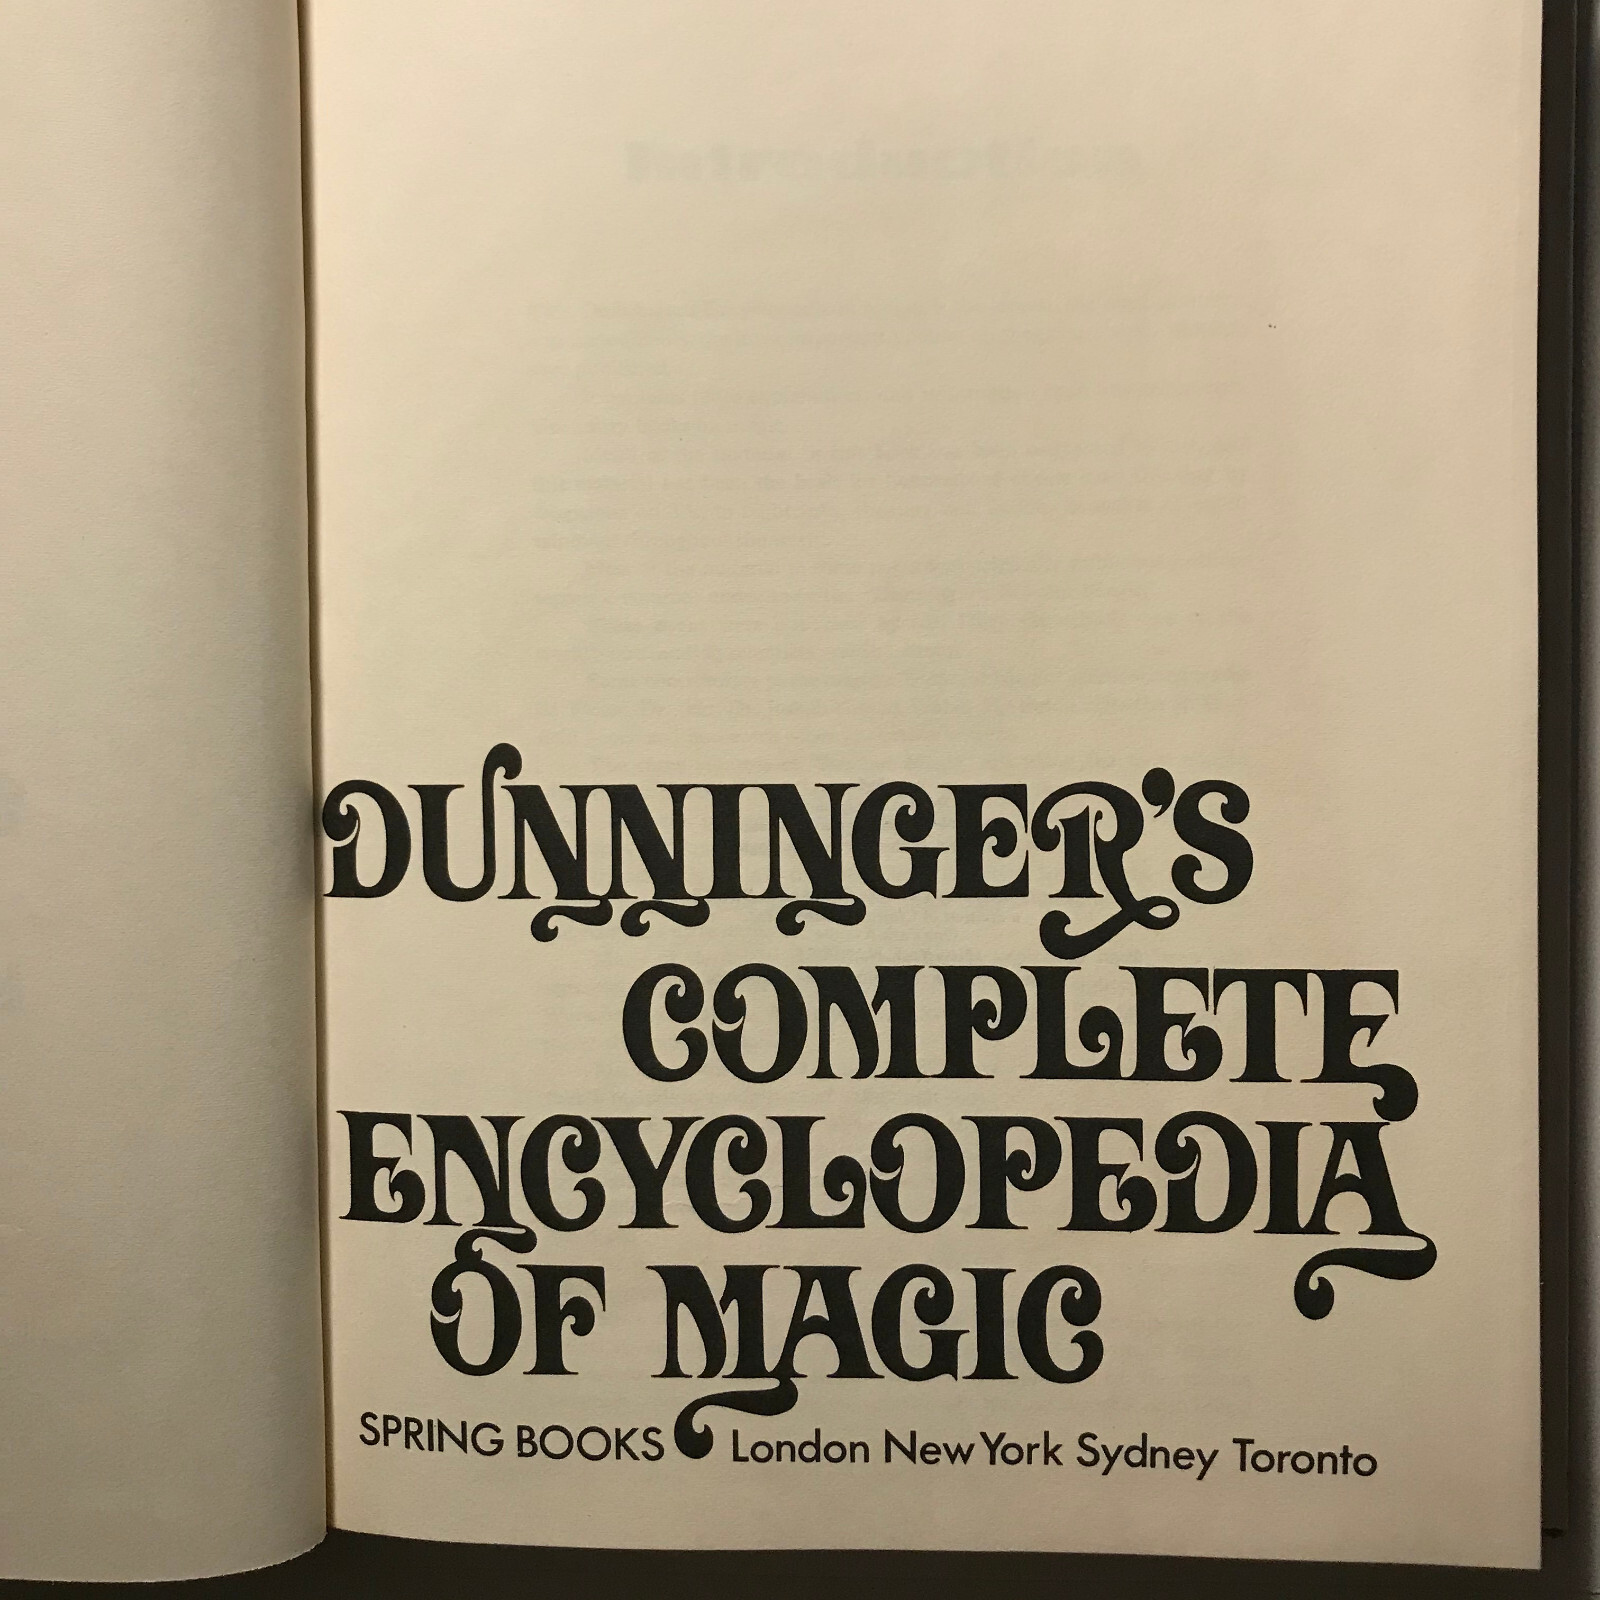 DUNNINGER'S
COMPLETE
ENCYCLOPEDIA
OF MAGIC
SPRING BOOKS London New York Sydney Toronto